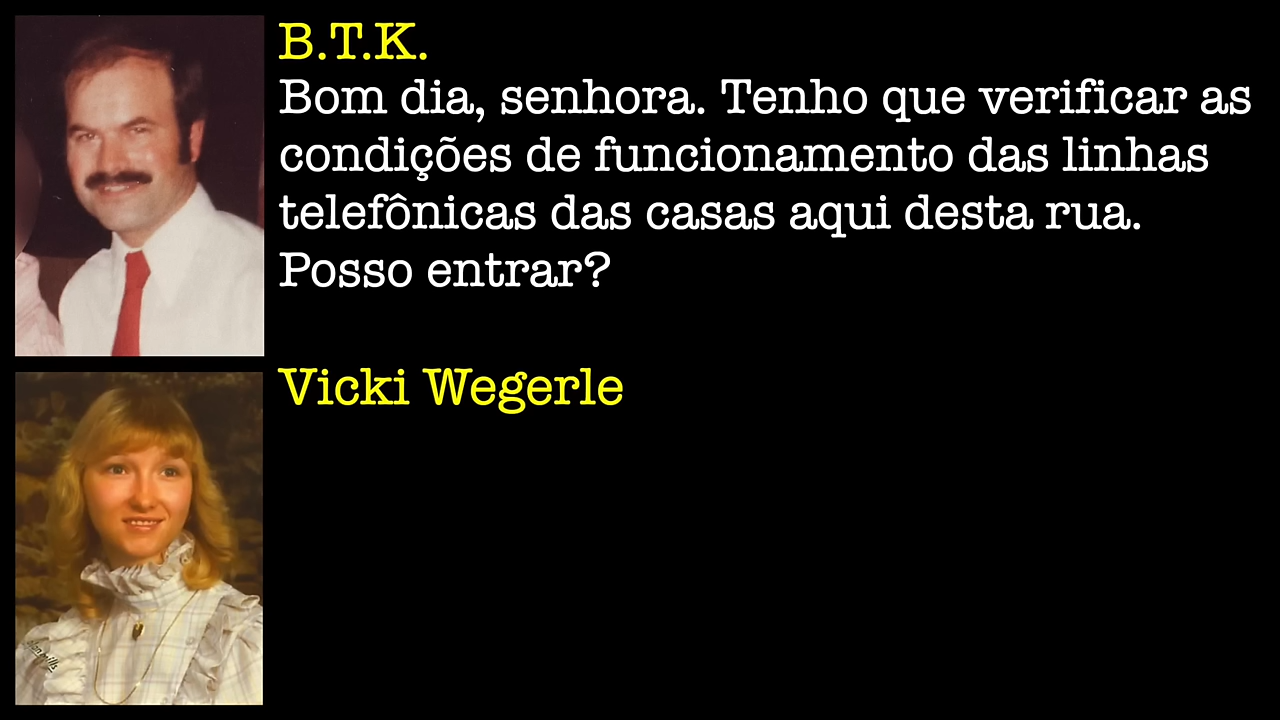 B.T.K.
Bom dia, senhora. Tenho que verificar as
condições de funcionamento das linhas
telefônicas das casas aqui desta rua.
Posso entrar?
Vicki Wegerle